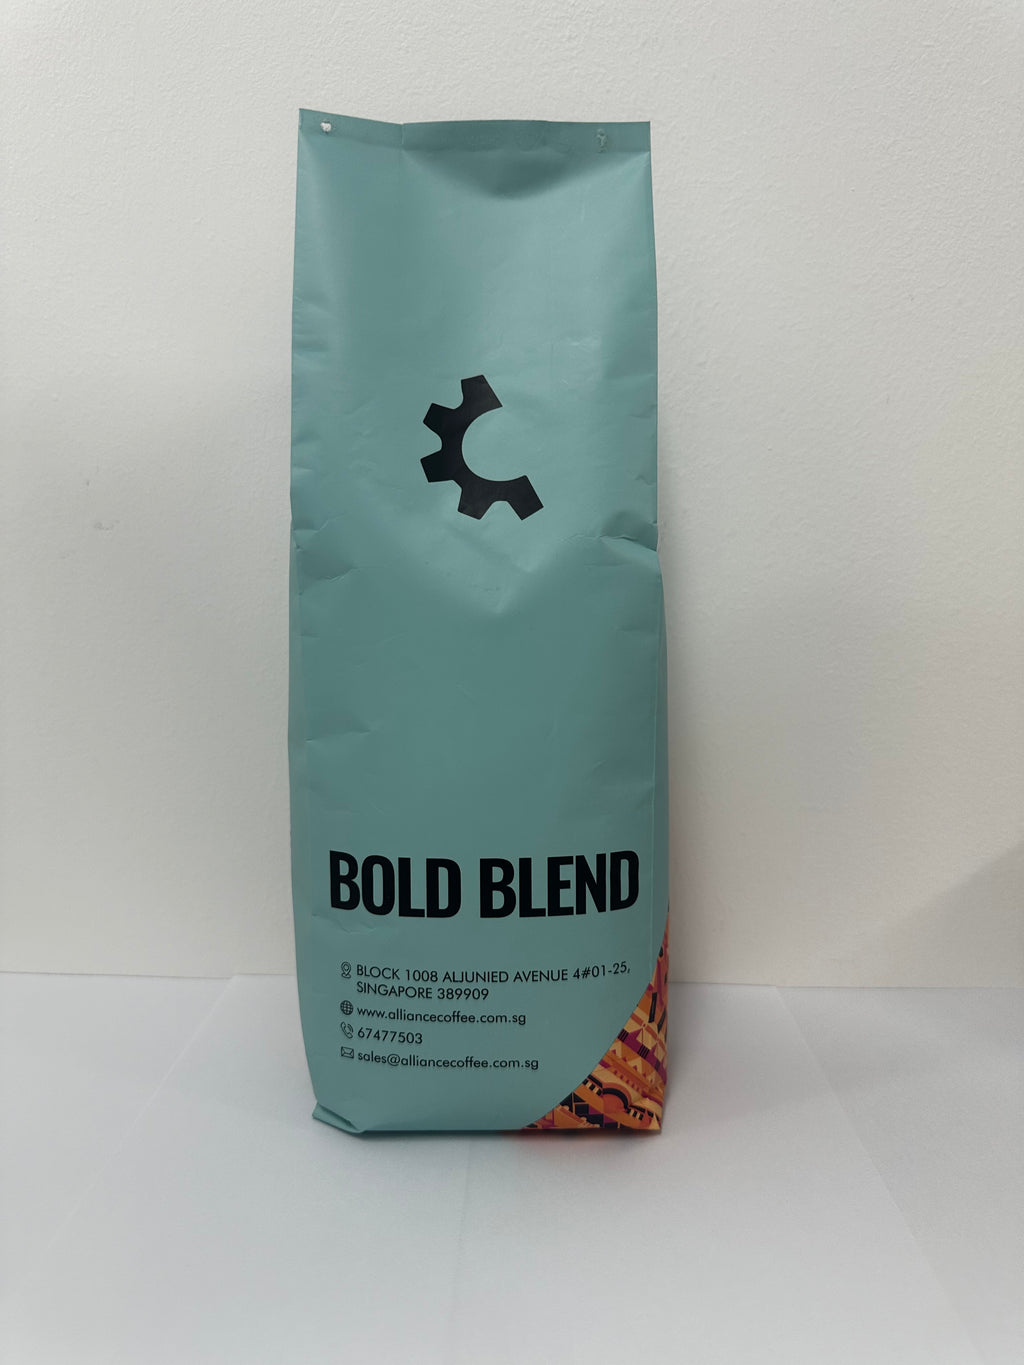 BOLD BLEND
BLOCK 1008 ALJUNIED AVENUE 4#01-25,
SINGAPORE 389909
www.alliancecoffee.com.sg
67477503
sales@alliancecoffee.com.sg